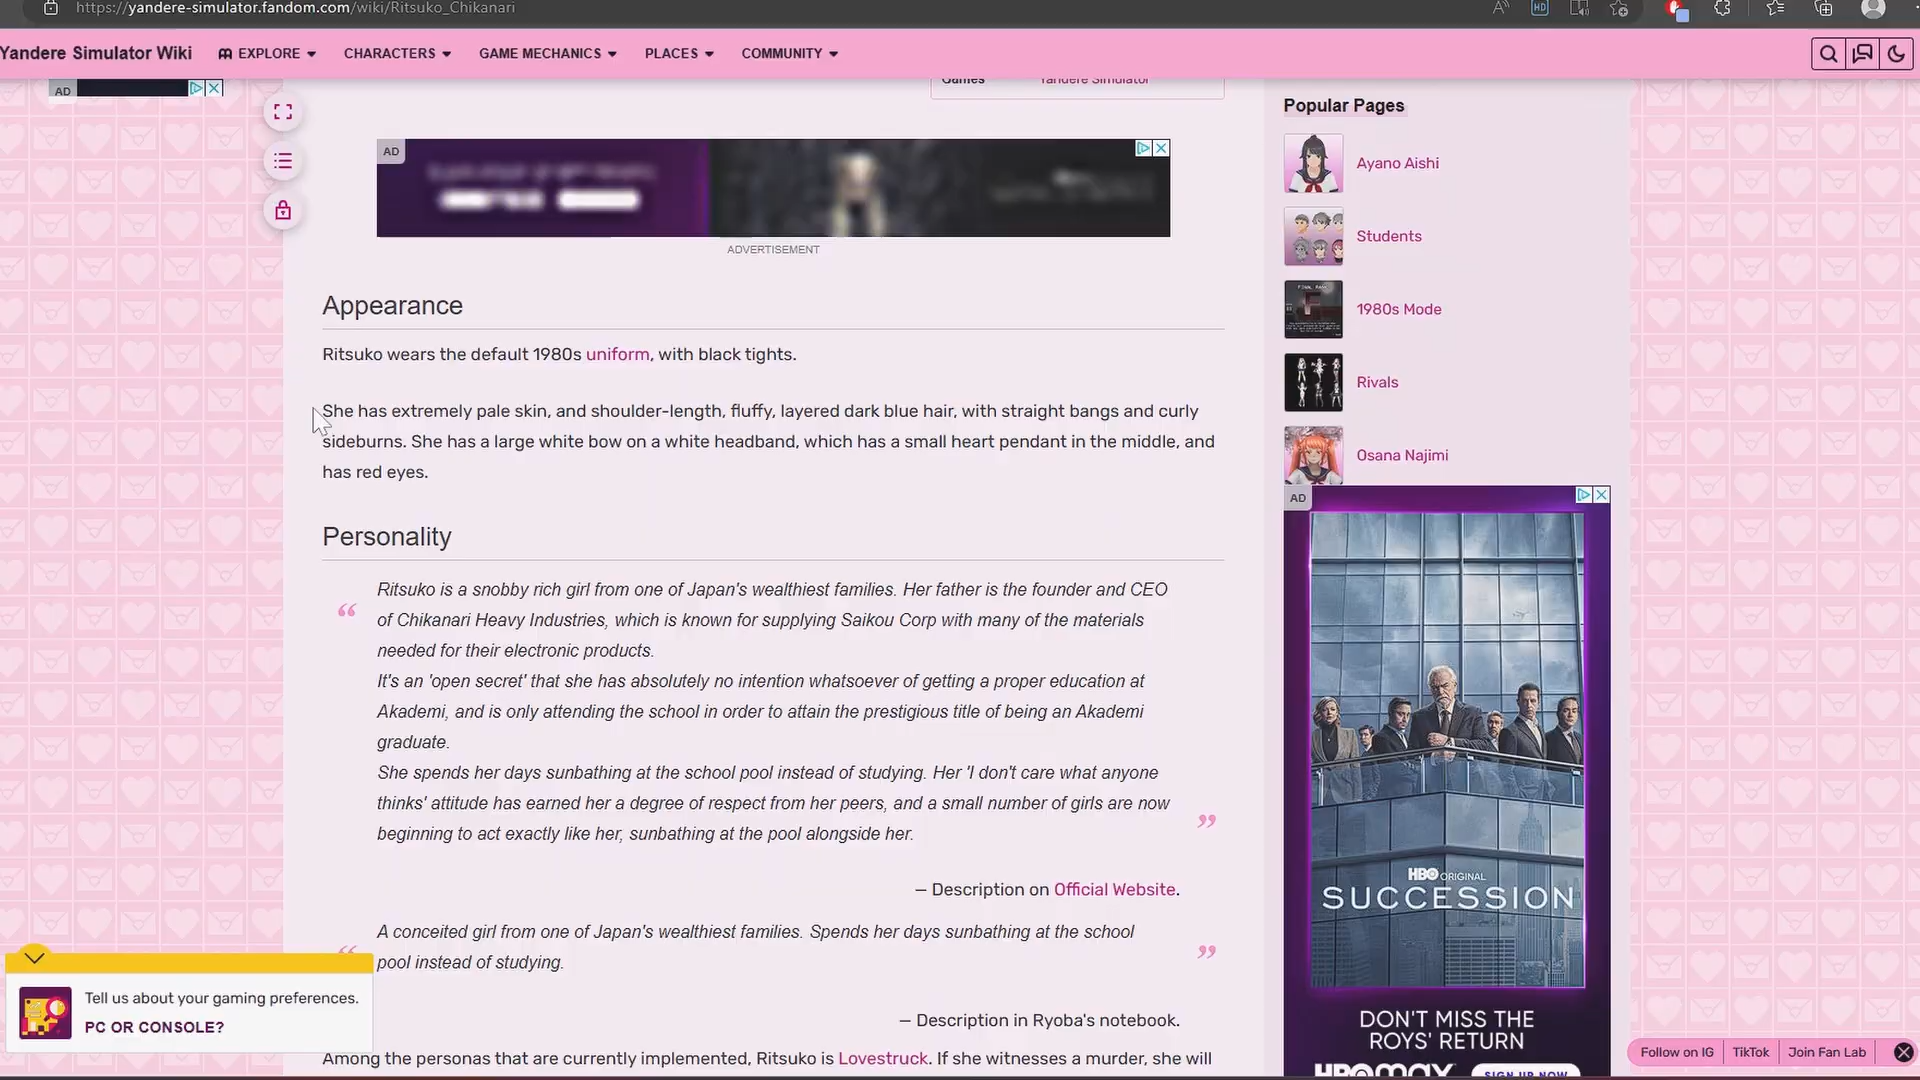 https://yandere-simulator.fandom.com/wiki/Ritsuko_Chikanari
Yandere Simulator Wiki
EXPLORE
CHARACTERS
GAME MECHANICS
PLACES
COMMUNITY
AD
Games Yandere Simulator
AD
ADVERTISEMENT
Appearance
Ritsuko wears the default 1980s uniform, with black tights.
She has extremely pale skin, and shoulder-length, fluffy, layered dark blue hair, with straight bangs and curly
sideburns. She has a large white bow on a white headband, which has a small heart pendant in the middle, and
has red eyes.
Personality
“
Ritsuko is a snobby rich girl from one of Japan's wealthiest families. Her father is the founder and CEO
of Chikanari Heavy Industries, which is known for supplying Saikou Corp with many of the materials
needed for their electronic products.
It's an 'open secret' that she has absolutely no intention whatsoever of getting a proper education at
Akademi, and is only attending the school in order to attain the prestigious title of being an Akademi
graduate.
She spends her days sunbathing at the school pool instead of studying. Her 'I don't care what anyone
thinks' attitude has earned her a degree of respect from her peers, and a small number of girls are now
beginning to act exactly like her, sunbathing at the pool alongside her.
”
— Description on Official Website.
“
A conceited girl from one of Japan's wealthiest families. Spends her days sunbathing at the school
pool instead of studying.
”
— Description in Ryoba's notebook.
Among the personas that are currently implemented, Ritsuko is Lovestruck. If she witnesses a murder, she will
Popular Pages
Ayano Aishi
Students
1980s Mode
Rivals
Osana Najimi
AD
HBO ORIGINAL
SUCCESSION
DON'T MISS THE
ROYS' RETURN
HBOMAX SIGN UP NOW
Tell us about your gaming preferences.
PC OR CONSOLE?
Follow on IG
TikTok
Join Fan Lab